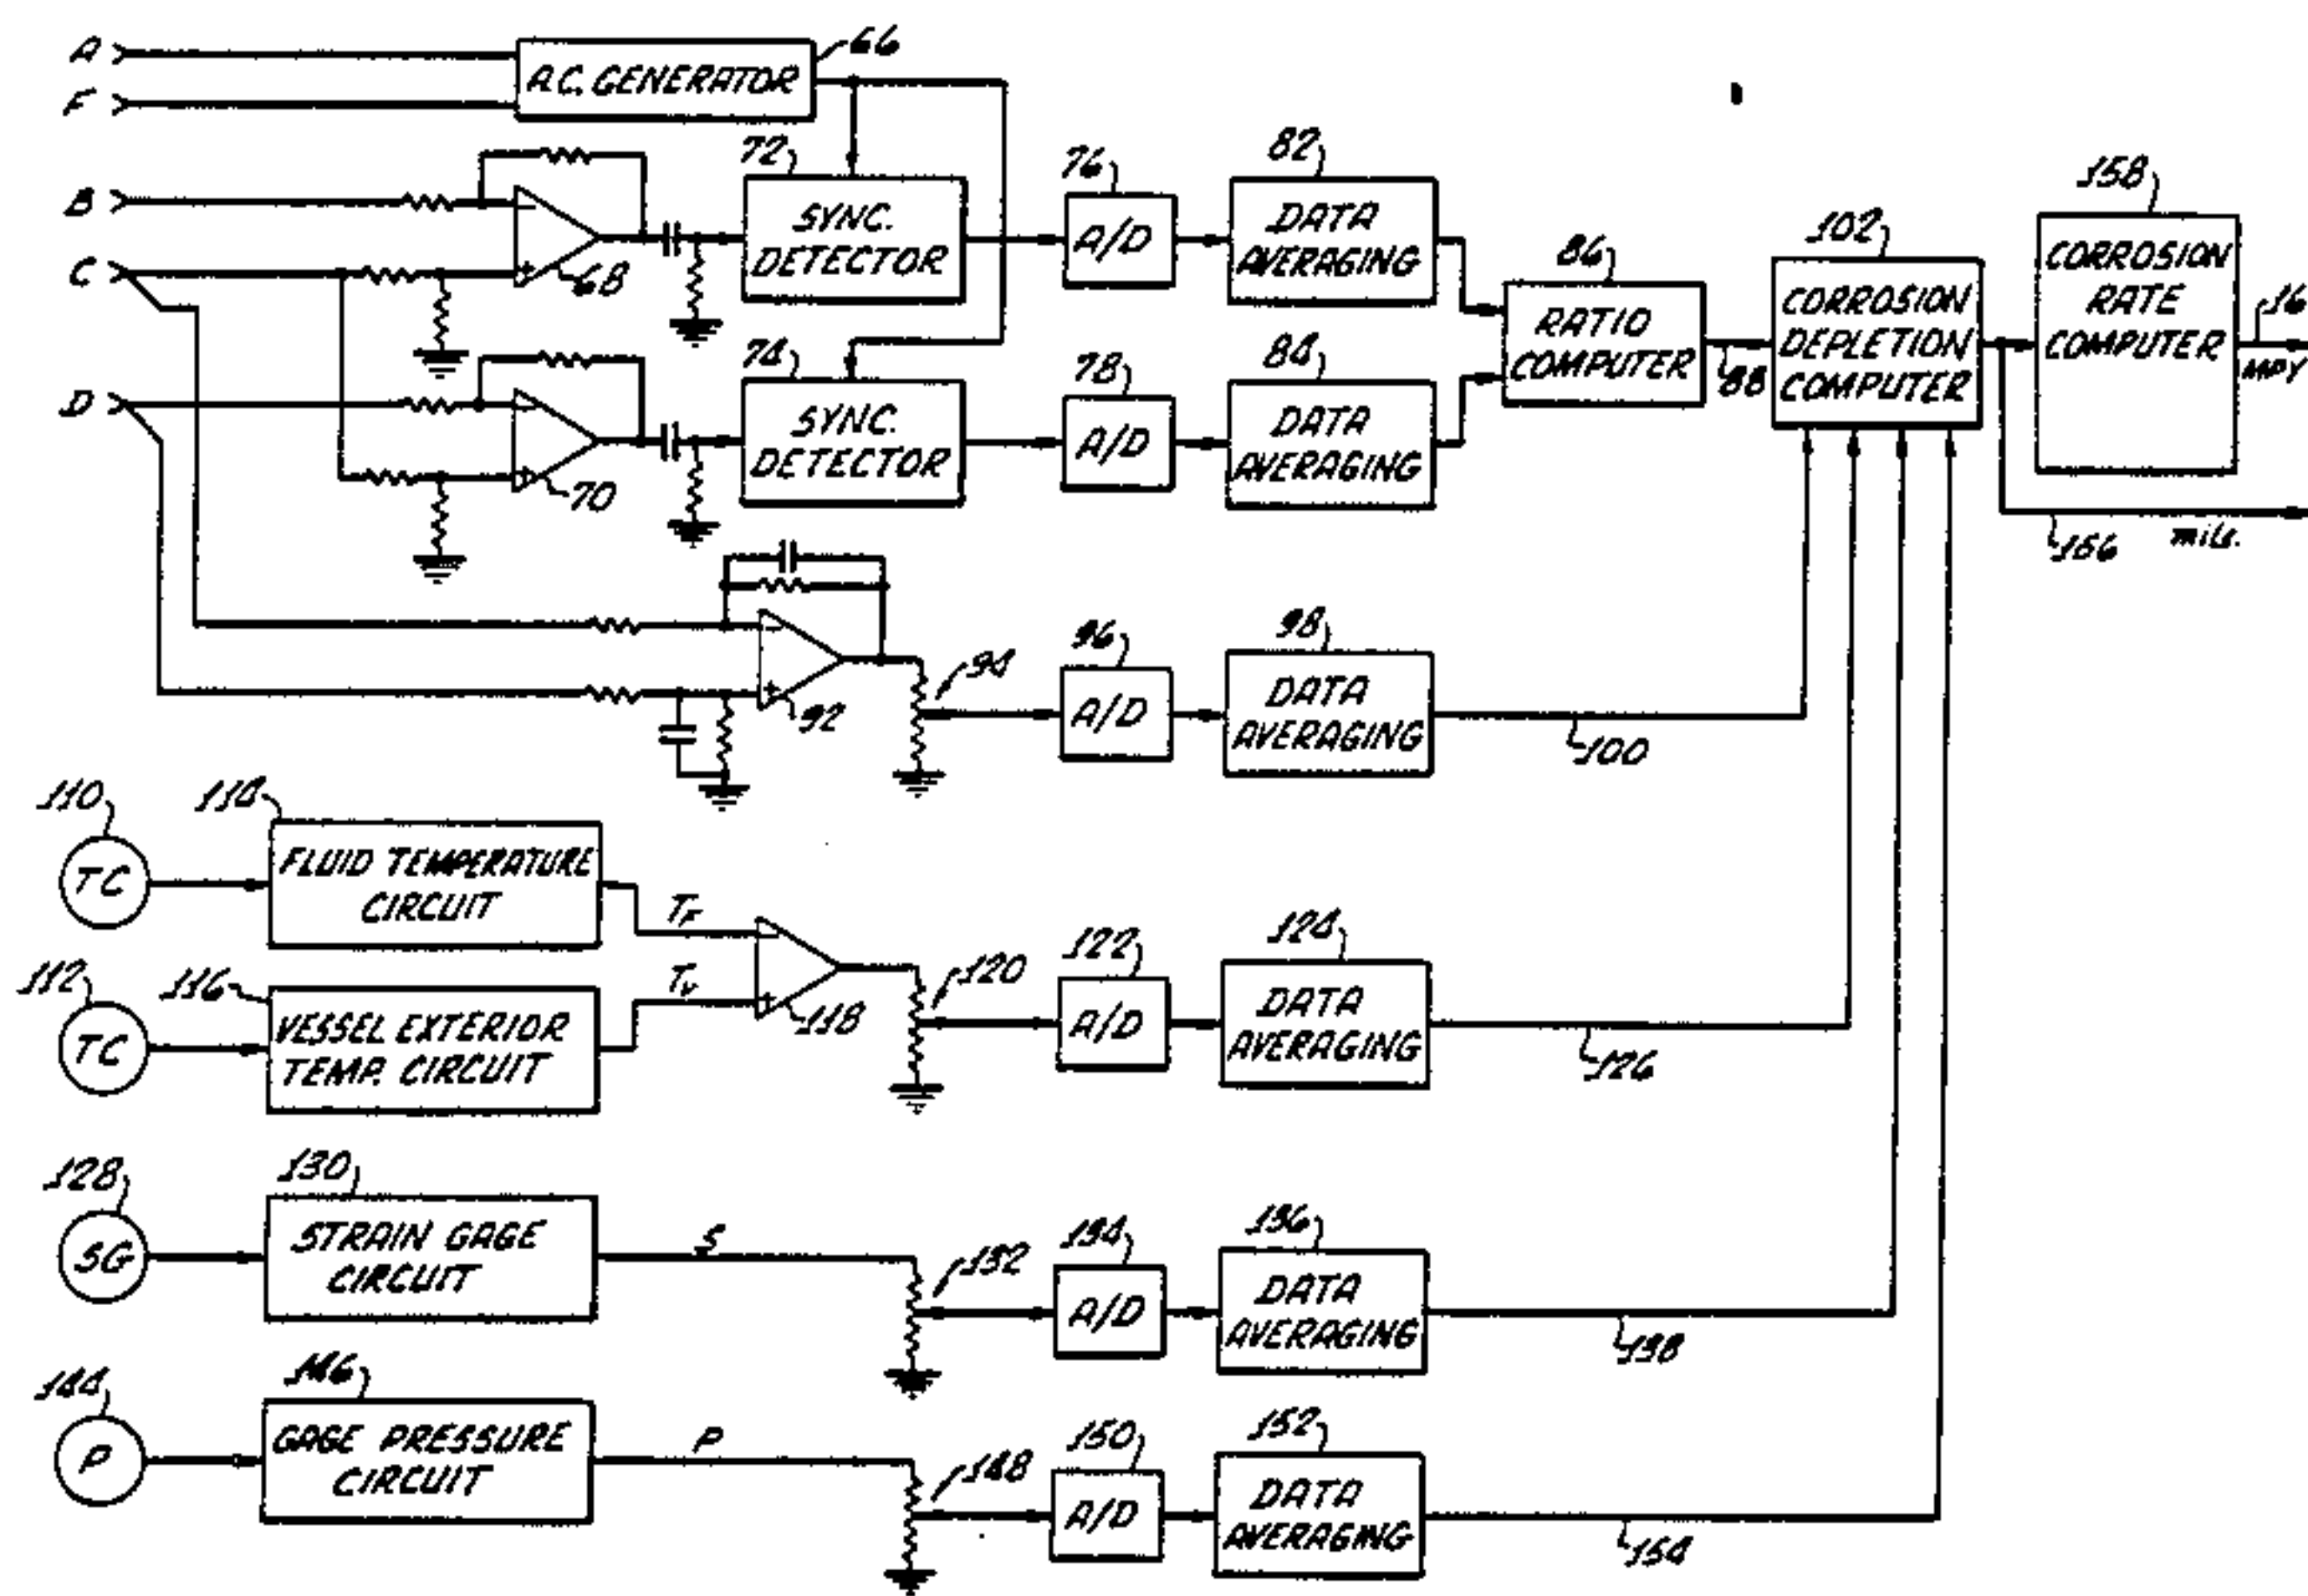 A
F
A.C. GENERATOR
66
B
C
D
68
70
72
SYNC.
DETECTOR
74
SYNC.
DETECTOR
76
A/D
78
A/D
82
DATA
AVERAGING
84
DATA
AVERAGING
86
RATIO
COMPUTER
88
102
CORROSION
DEPLETION
COMPUTER
158
CORROSION
RATE
COMPUTER
16
MPY
156
mils.
92
94
96
A/D
98
DATA
AVERAGING
100
110
TC
114
FLUID TEMPERATURE
CIRCUIT
TF
112
TC
116
VESSEL EXTERIOR
TEMP. CIRCUIT
TV
118
120
122
A/D
124
DATA
AVERAGING
126
128
SG
130
STRAIN GAGE
CIRCUIT
S
132
134
A/D
136
DATA
AVERAGING
138
144
P
146
GAGE PRESSURE
CIRCUIT
P
148
150
A/D
152
DATA
AVERAGING
154